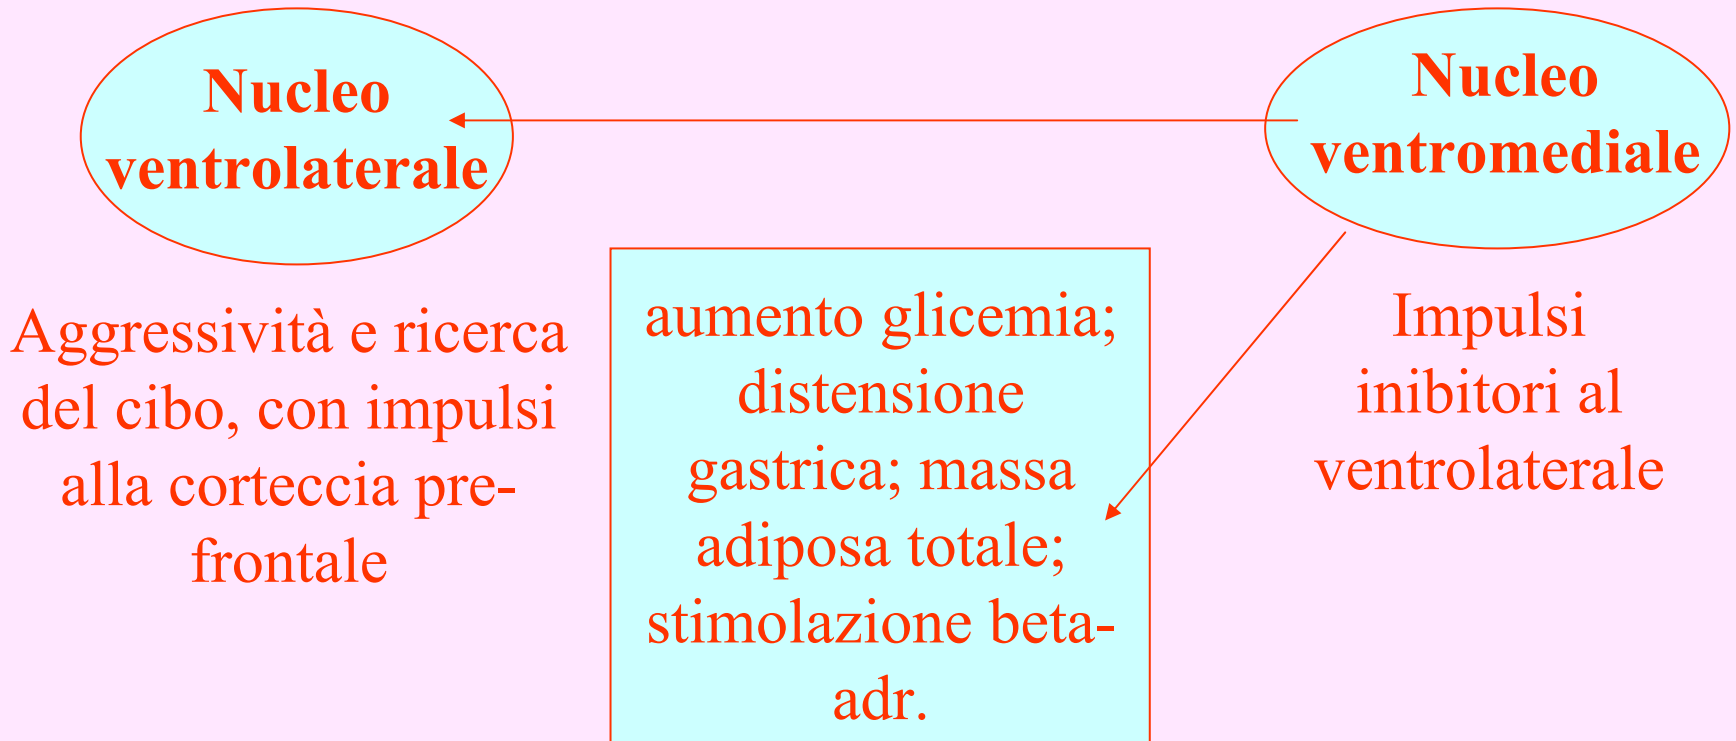 Nucleo
ventrolaterale
Nucleo
ventromediale
Aggressività e ricerca
del cibo, con impulsi
alla corteccia pre-
frontale
aumento glicemia;
distensione
gastrica; massa
adiposa totale;
stimolazione beta-
adr.
Impulsi
inibitori al
ventrolaterale